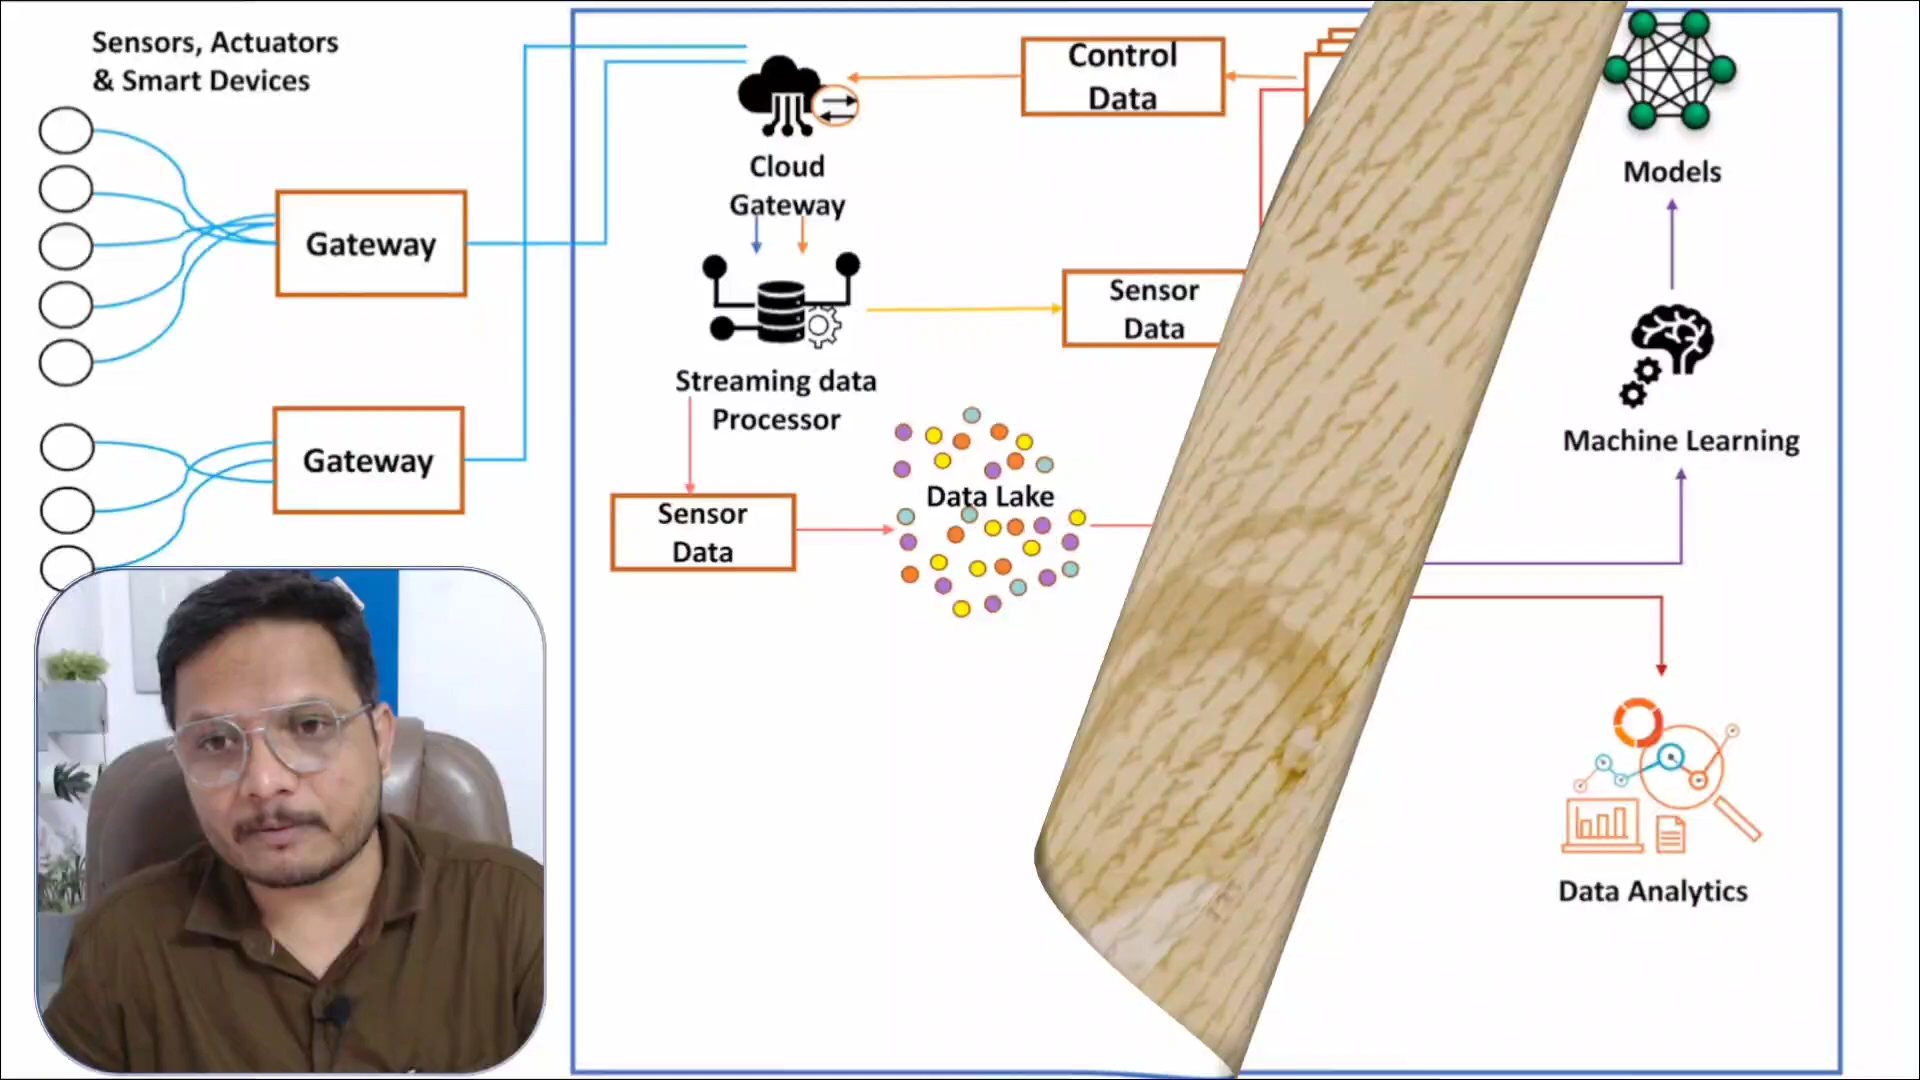 Sensors, Actuators
& Smart Devices
Gateway
Gateway
Cloud
Gateway
Control
Data
Streaming data
Processor
Sensor
Data
Sensor
Data
Data Lake
Models
Machine Learning
Data Analytics